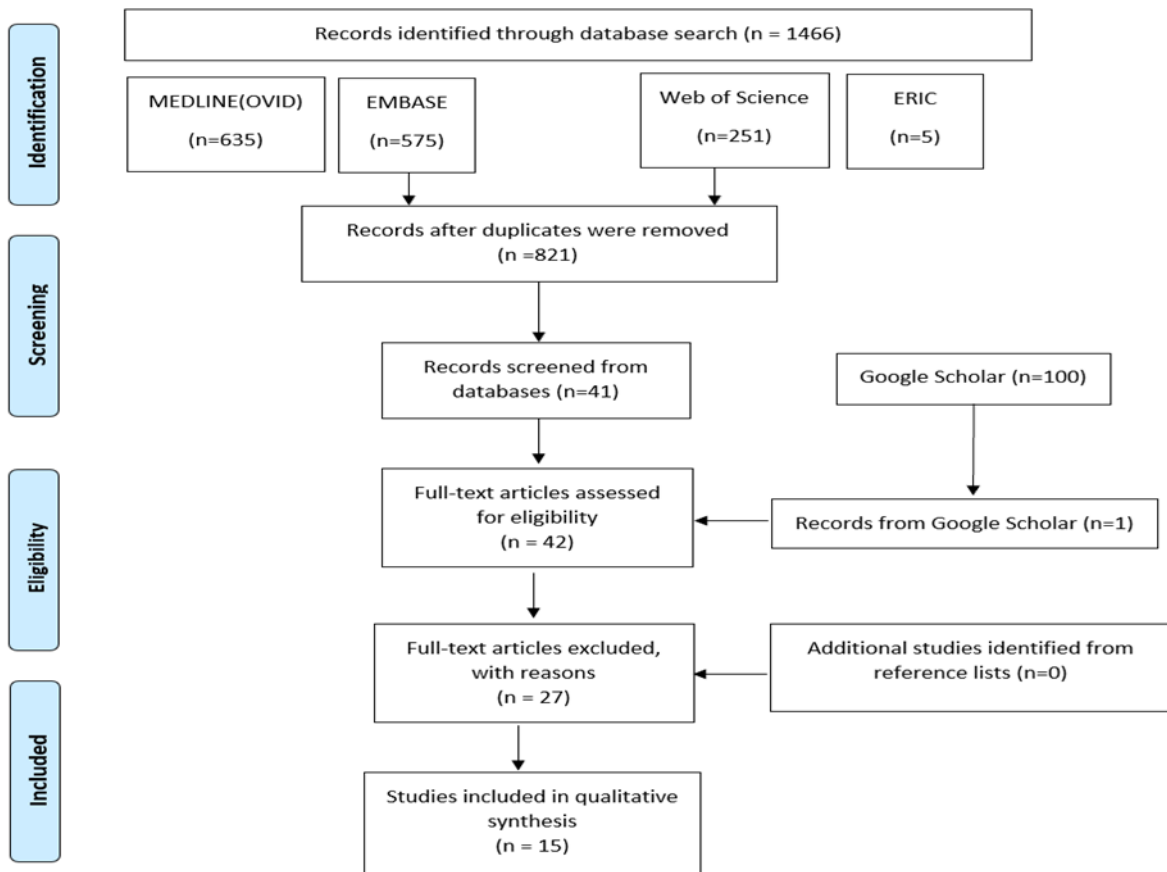 Identification
Records identified through database search (n = 1466)
MEDLINE(OVID)
(n=635)
EMBASE
(n=575)
Web of Science
(n=251)
ERIC
(n=5)
Records after duplicates were removed
(n =821)
Screening
Records screened from
databases (n=41)
Google Scholar (n=100)
Eligibility
Full-text articles assessed
for eligibility
(n = 42)
Records from Google Scholar (n=1)
Full-text articles excluded,
with reasons
(n = 27)
Additional studies identified from
reference lists (n=0)
Included
Studies included in qualitative
synthesis
(n = 15)